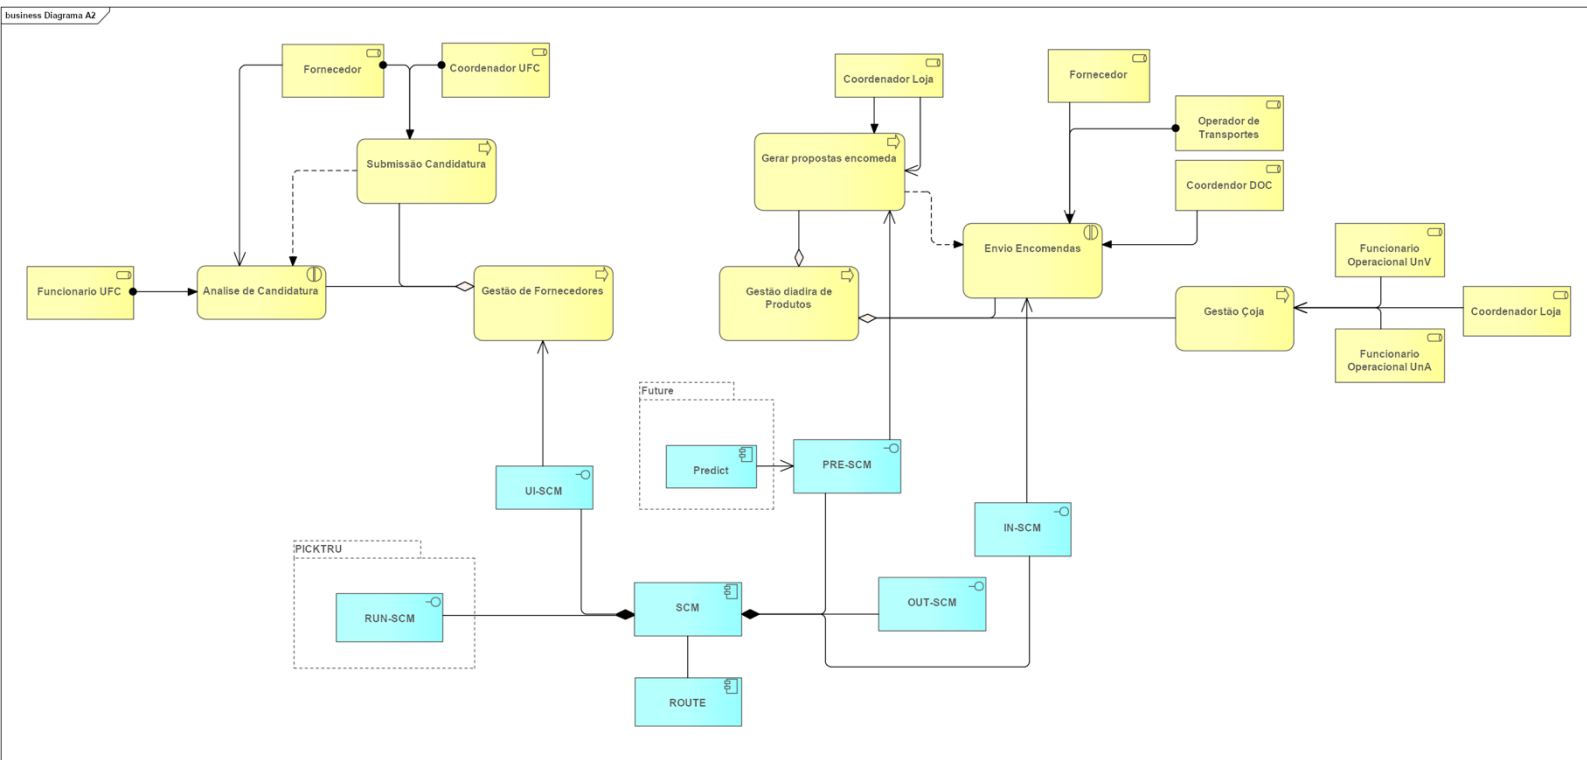 business Diagrama A2
Fornecedor
Coordenador UFC
Coordenador Loja
Fornecedor
Operador de
Transportes
Submissão Candidatura
Gerar propostas encomeda
Coordendor DOC
Envio Encomendas
Funcionario
Operacional UnV
Funcionario UFC
Analise de Candidatura
Gestão de Fornecedores
Gestão diadira de
Produtos
Gestão Çoja
Coordenador Loja
Funcionario
Operacional UnA
Future
Predict
PRE-SCM
UI-SCM
IN-SCM
PICKTRU
RUN-SCM
SCM
OUT-SCM
ROUTE